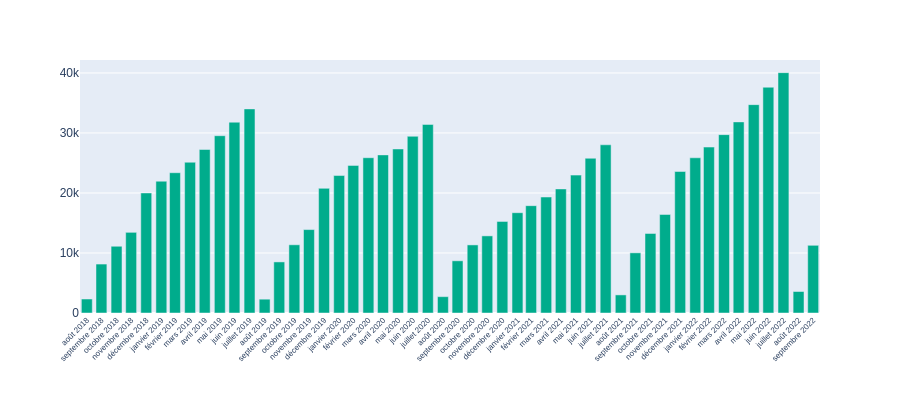 40k
30k
20k
10k
0
août 2018
septembre 2018
octobre 2018
novembre 2018
décembre 2018
janvier 2019
février 2019
mars 2019
avril 2019
mai 2019
juin 2019
juillet 2019
août 2019
septembre 2019
octobre 2019
novembre 2019
décembre 2019
janvier 2020
février 2020
mars 2020
avril 2020
mai 2020
juin 2020
juillet 2020
août 2020
septembre 2020
octobre 2020
novembre 2020
décembre 2020
janvier 2021
février 2021
mars 2021
avril 2021
mai 2021
juin 2021
juillet 2021
août 2021
septembre 2021
octobre 2021
novembre 2021
décembre 2021
janvier 2022
février 2022
mars 2022
avril 2022
mai 2022
juin 2022
juillet 2022
août 2022
septembre 2022